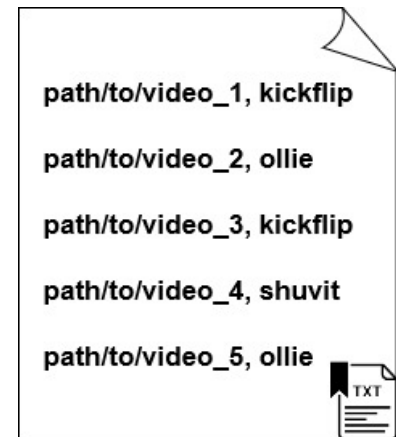 path/to/video_1, kickflip
path/to/video_2, ollie
path/to/video_3, kickflip
path/to/video_4, shuvit
path/to/video_5, ollie
TXT